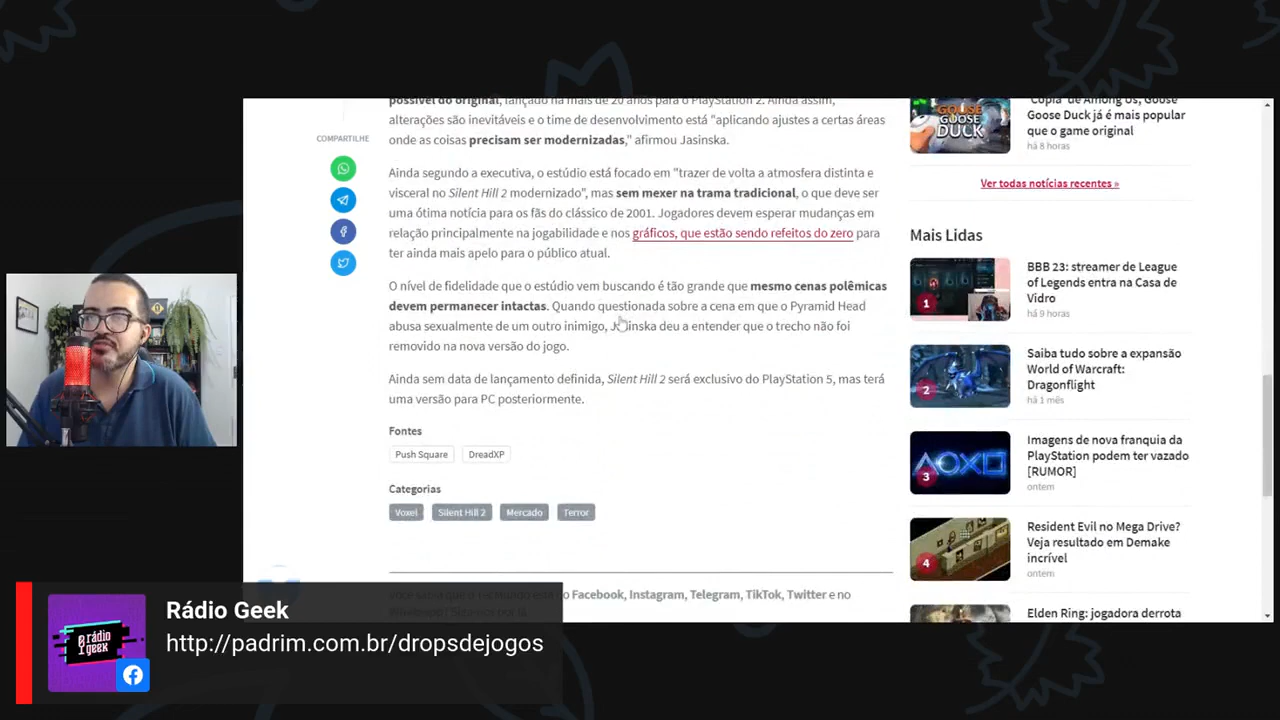 possível do original, lançado há mais de 20 anos para o PlayStation 2. Ainda assim,
alterações são inevitáveis e o time de desenvolvimento está "aplicando ajustes a certas áreas
onde as coisas precisam ser modernizadas," afirmou Jasinska.
COMPARTILHE
Ainda segundo a executiva, o estúdio está focado em "trazer de volta a atmosfera distinta e
visceral no Silent Hill 2 modernizado", mas sem mexer na trama tradicional, o que deve ser
uma ótima notícia para os fãs do clássico de 2001. Jogadores devem esperar mudanças em
relação principalmente na jogabilidade e nos gráficos, que estão sendo refeitos do zero para
ter ainda mais apelo para o público atual.
O nível de fidelidade que o estúdio vem buscando é tão grande que mesmo cenas polêmicas
devem permanecer intactas. Quando questionada sobre a cena em que o Pyramid Head
abusa sexualmente de um outro inimigo, Jasinska deu a entender que o trecho não foi
removido na nova versão do jogo.
Ainda sem data de lançamento definida, Silent Hill 2 será exclusivo do PlayStation 5, mas terá
uma versão para PC posteriormente.
Fontes
Push Square DreadXP
Categorias
Voxel Silent Hill 2 Mercado Terror
Facebook, Instagram, Telegram, TikTok, Twitter e no
GOOSE
GOOSE
DUCK
"Cópia" de Among Us, Goose
Goose Duck já é mais popular
que o game original
há 8 horas
Ver todas notícias recentes »
Mais Lidas
1
BBB 23: streamer de League
of Legends entra na Casa de
Vidro
há 9 horas
2
Saiba tudo sobre a expansão
World of Warcraft:
Dragonflight
há 1 mês
3
Imagens de nova franquia da
PlayStation podem ter vazado
[RUMOR]
ontem
4
Resident Evil no Mega Drive?
Veja resultado em Demake
incrível
ontem
Elden Ring: jogadora derrota
rádio
geek
Rádio Geek
http://padrim.com.br/dropsdejogos